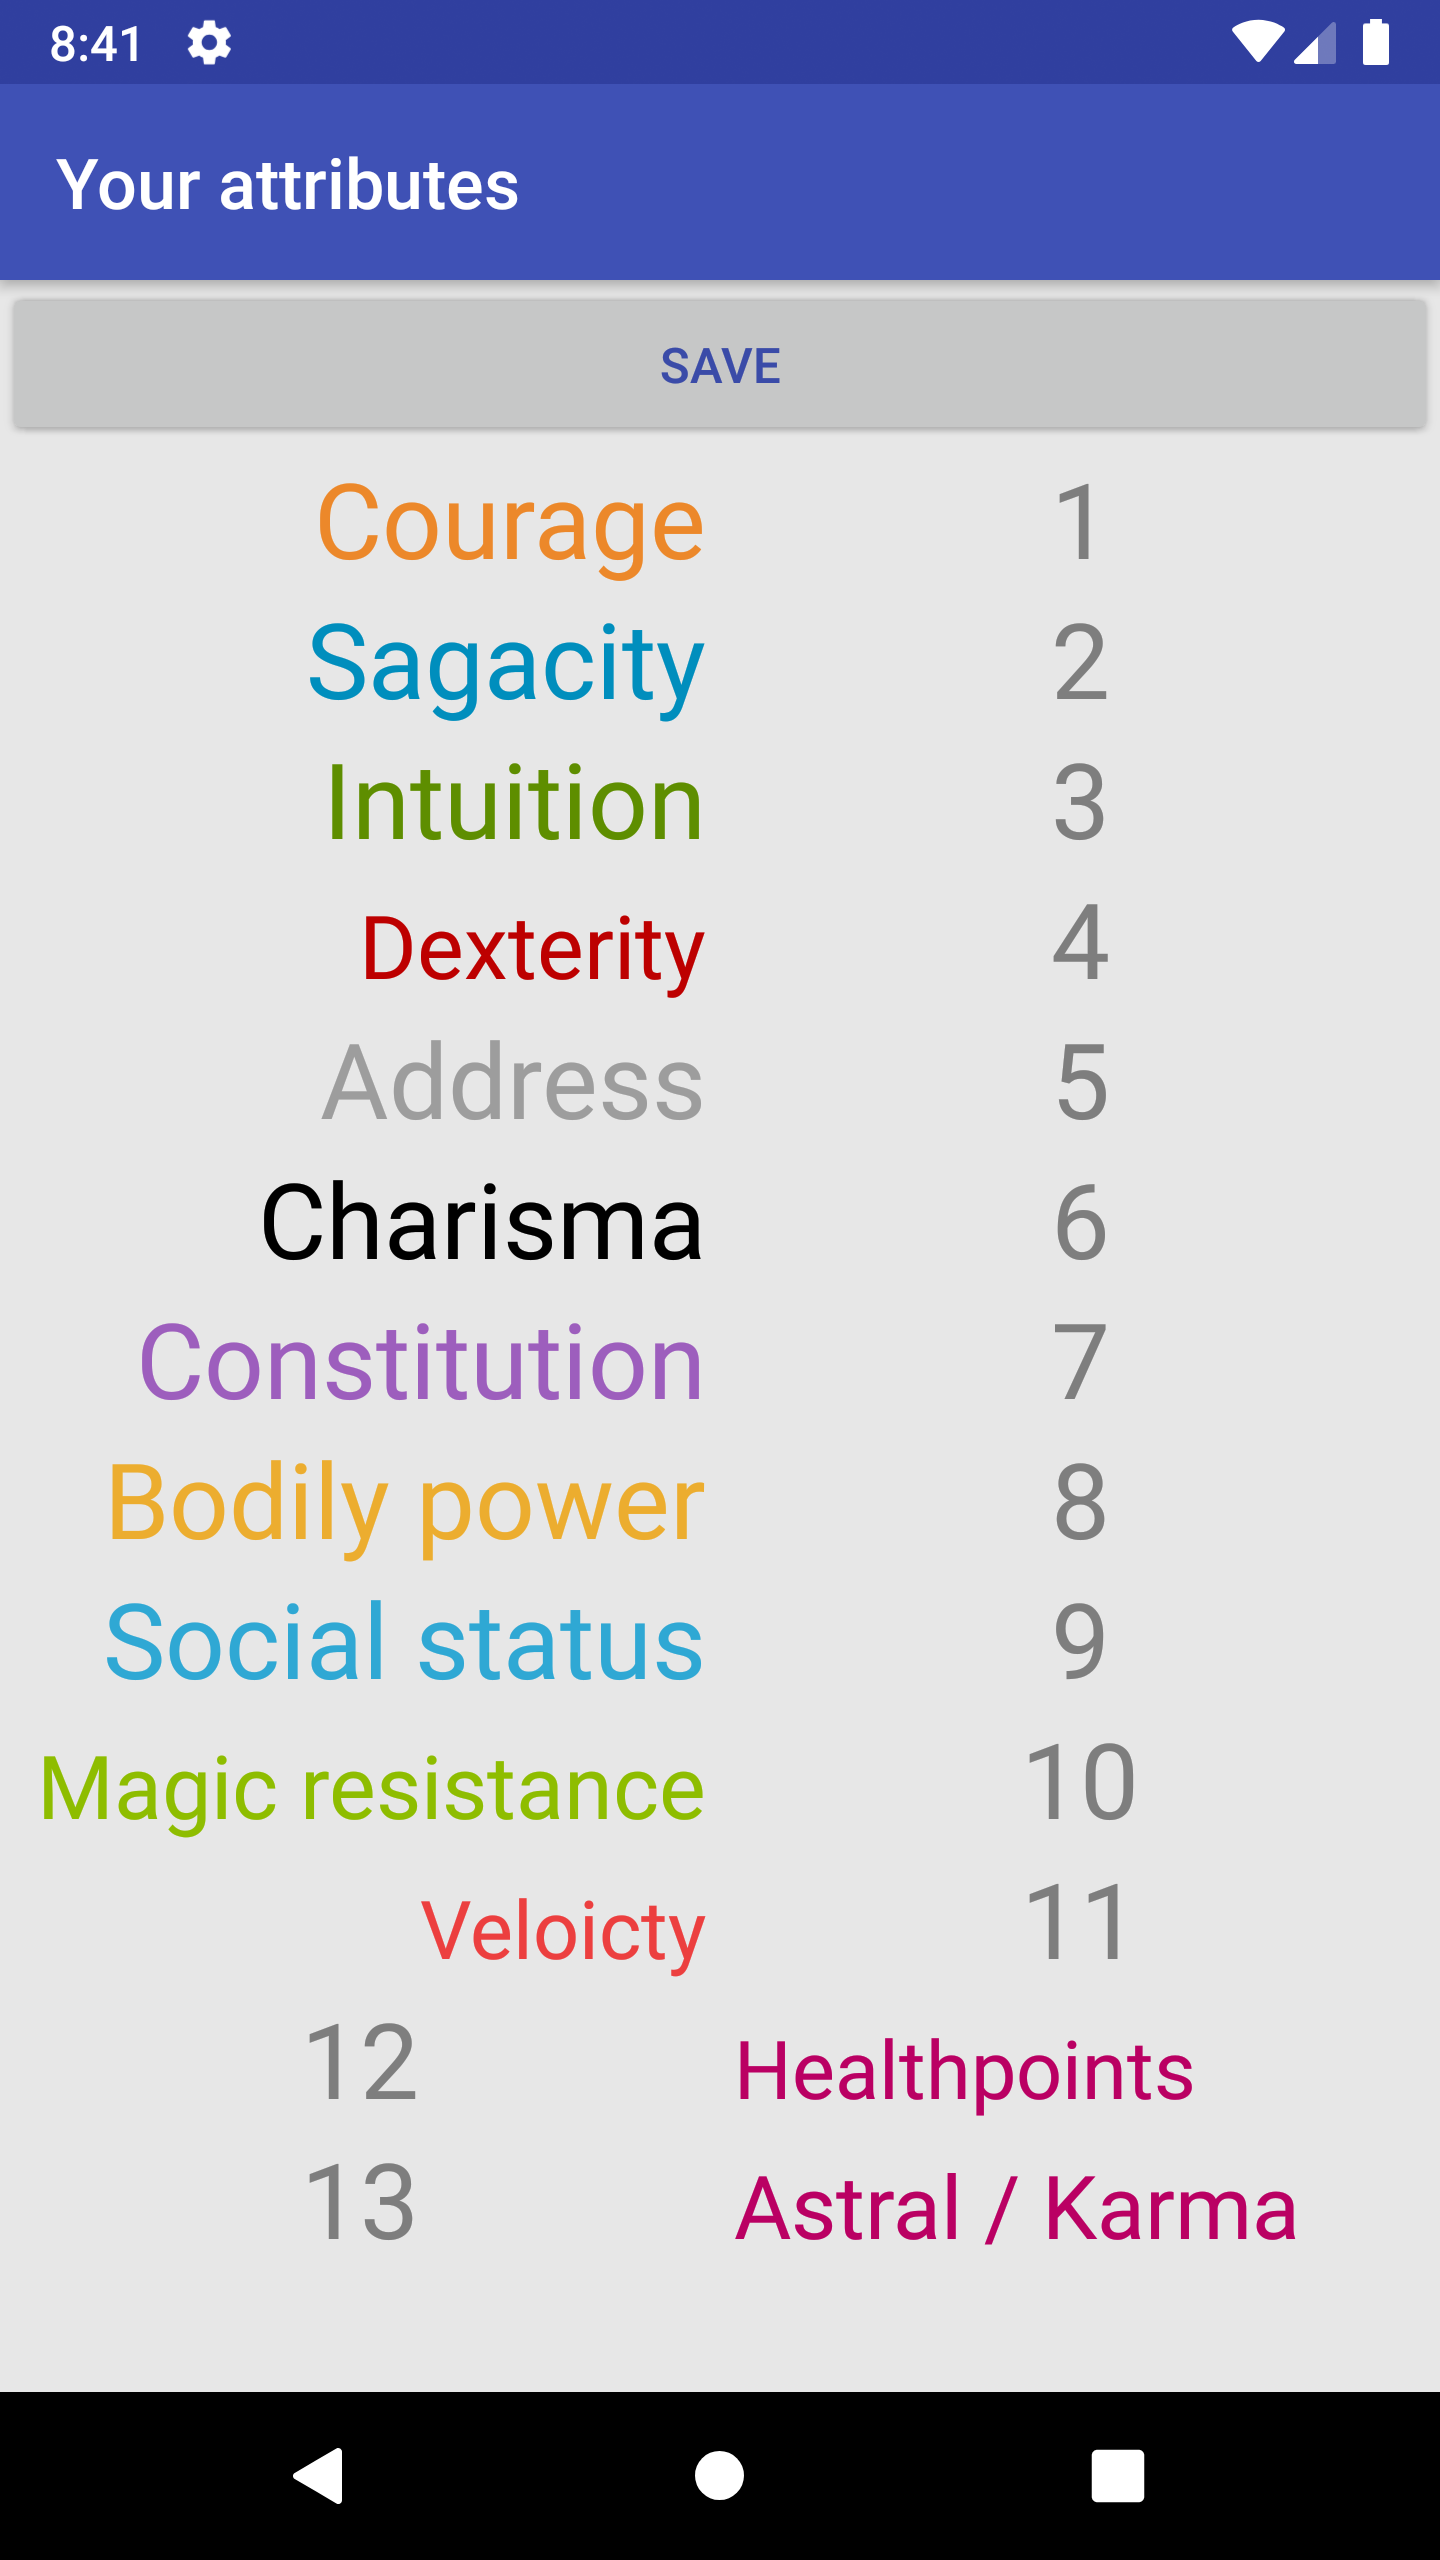 8:41
Your attributes
SAVE
Courage 1
Sagacity 2
Intuition 3
Dexterity 4
Address 5
Charisma 6
Constitution 7
Bodily power 8
Social status 9
Magic resistance 10
Veloicty 11
12 Healthpoints
13 Astral / Karma